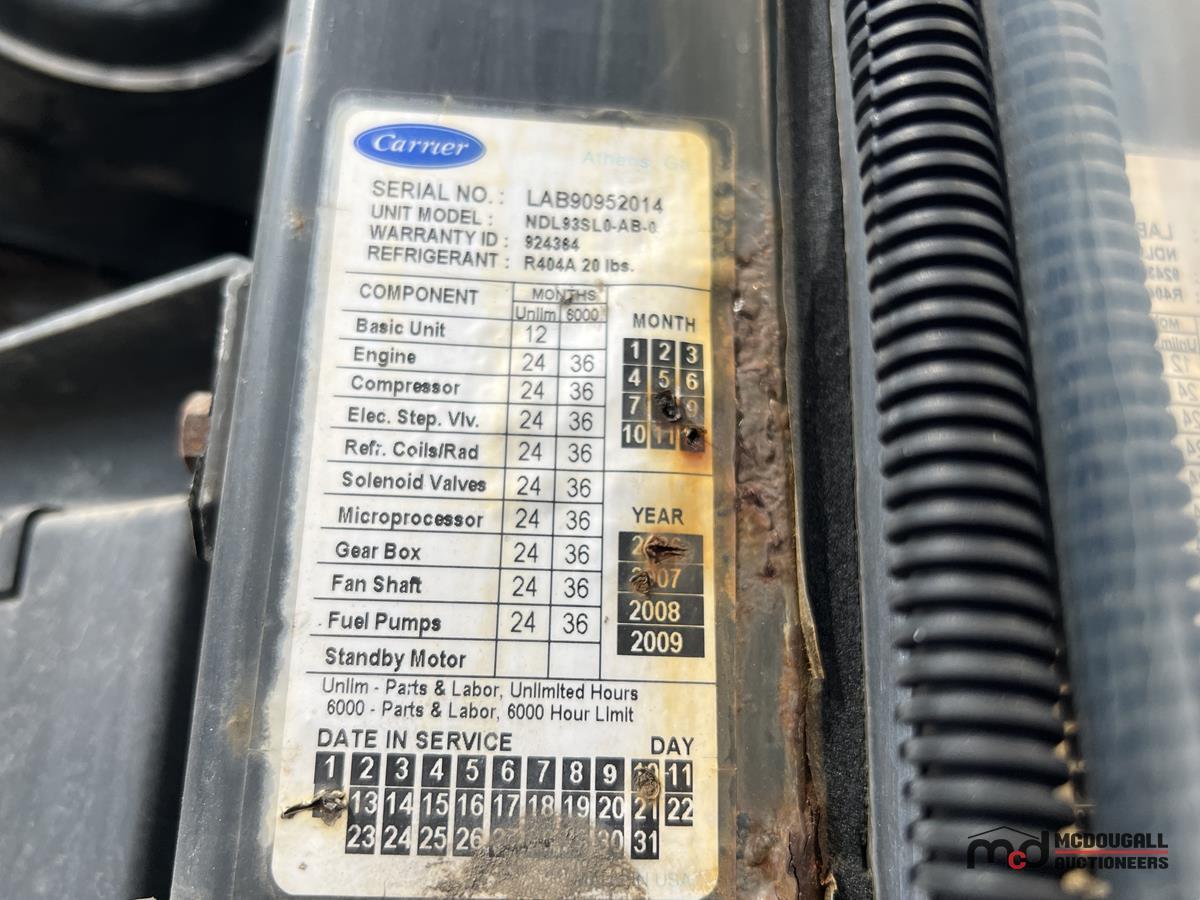 Carrier
Athens, Ga
SERIAL NO. : LAB90952014
UNIT MODEL : NDL93SL0-AB-0
WARRANTY ID : 924384
REFRIGERANT : R404A 20 lbs.
COMPONENT MONTHS
Unlim 6000
Basic Unit 12
Engine 24 36
Compressor 24 36
Elec. Step. Vlv. 24 36
Refr. Coils/Rad 24 36
Solenoid Valves 24 36
Microprocessor 24 36
Gear Box 24 36
Fan Shaft 24 36
Fuel Pumps 24 36
Standby Motor
MONTH
1 2 3
4 5 6
7 9
10 11
YEAR
2007
2008
2009
Unlim - Parts & Labor, Unlimited Hours
6000 - Parts & Labor, 6000 Hour Limit
DATE IN SERVICE DAY
1 2 3 4 5 6 7 8 9 10 11
13 14 15 16 17 18 19 20 21 22
23 24 25 26 30 31
IN USA
MCDOUGALL
AUCTIONEERS